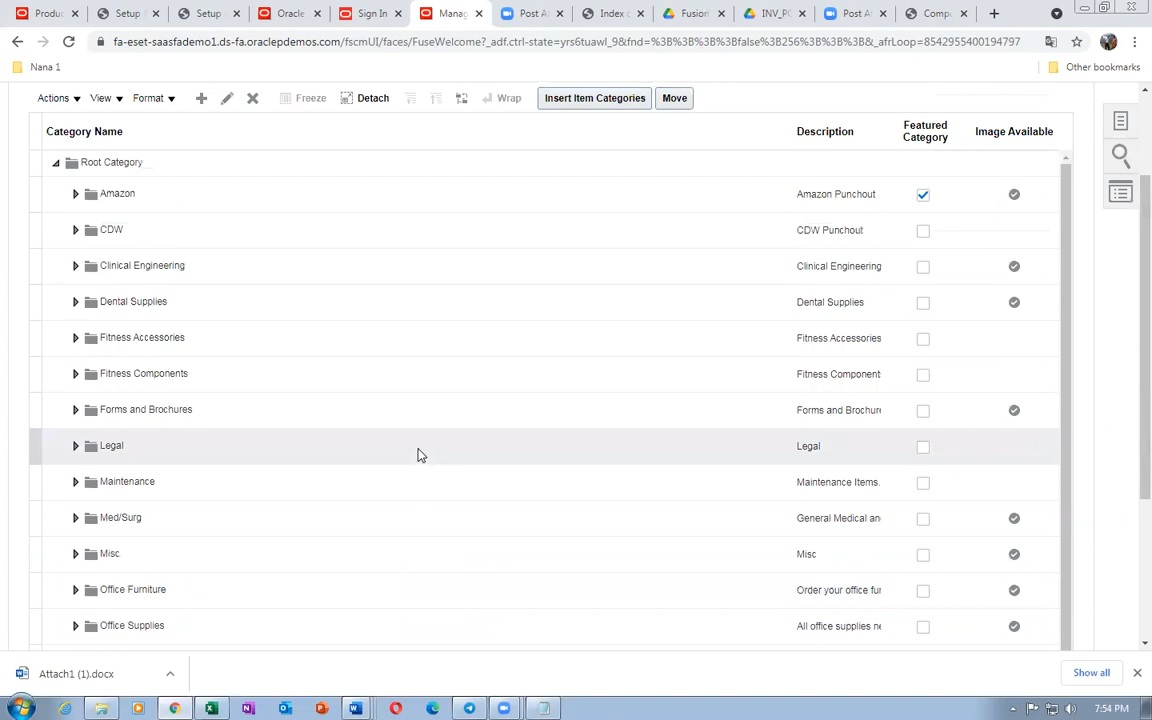 Produc
Setup
Setup
Oracle
Sign In
Manag
Post A
Index o
Fusion
INV_PO
Post A
Comp
fa-eset-saasfademo1.ds-fa.oraclepdemos.com/fscmUI/faces/FuseWelcome?_adf.ctrl-state=yrs6tuawl_9&fnd=%3B%3B%3B%3Bfalse%3B256%3B%3B%3B&_afrLoop=8542955400194797
Nana 1
Other bookmarks
Actions
View
Format
Freeze
Detach
Wrap
Insert Item Categories
Move
Category Name
Description
Featured
Category
Image Available
Root Category
Amazon
Amazon Punchout
CDW
CDW Punchout
Clinical Engineering
Clinical Engineering
Dental Supplies
Dental Supplies
Fitness Accessories
Fitness Accessories
Fitness Components
Fitness Component
Forms and Brochures
Forms and Brochure
Legal
Legal
Maintenance
Maintenance Items.
Med/Surg
General Medical an
Misc
Misc
Office Furniture
Order your office fur
Office Supplies
All office supplies ne
Attach1 (1).docx
Show all
7:54 PM